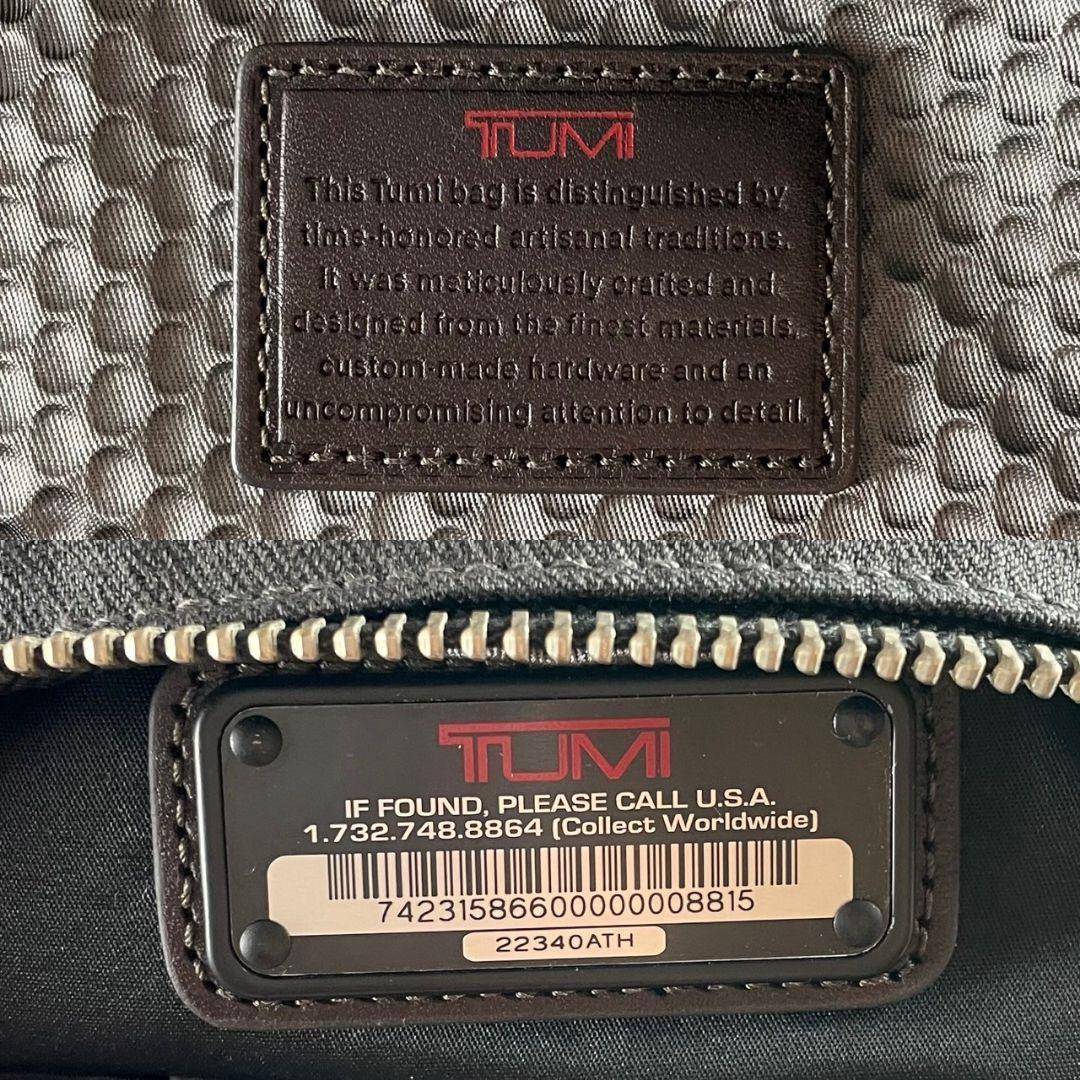 TUMI
This Tumi bag is distinguished by
time-honored artisanal traditions.
It was meticulously crafted and
designed from the finest materials,
custom-made hardware and an
uncompromising attention to detail.
TUMI
IF FOUND, PLEASE CALL U.S.A.
1.732.748.8864 (Collect Worldwide)
74231586600000008815
22340ATH